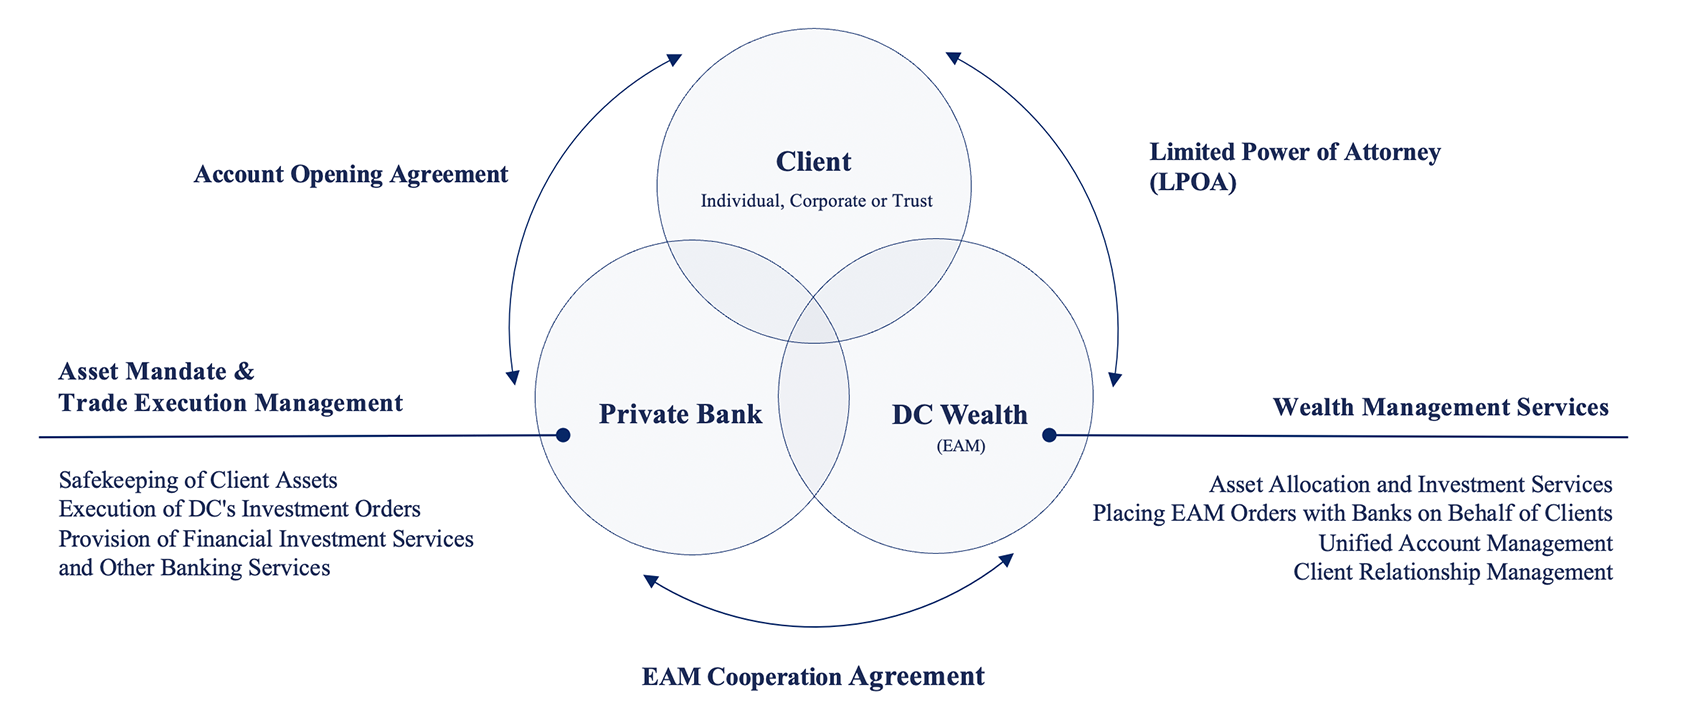 Client
Individual, Corporate or Trust
Account Opening Agreement
Limited Power of Attorney
(LPOA)
Asset Mandate &
Trade Execution Management
Private Bank
DC Wealth
(EAM)
Wealth Management Services
Safekeeping of Client Assets
Execution of DC's Investment Orders
Provision of Financial Investment Services
and Other Banking Services
Asset Allocation and Investment Services
Placing EAM Orders with Banks on Behalf of Clients
Unified Account Management
Client Relationship Management
EAM Cooperation Agreement